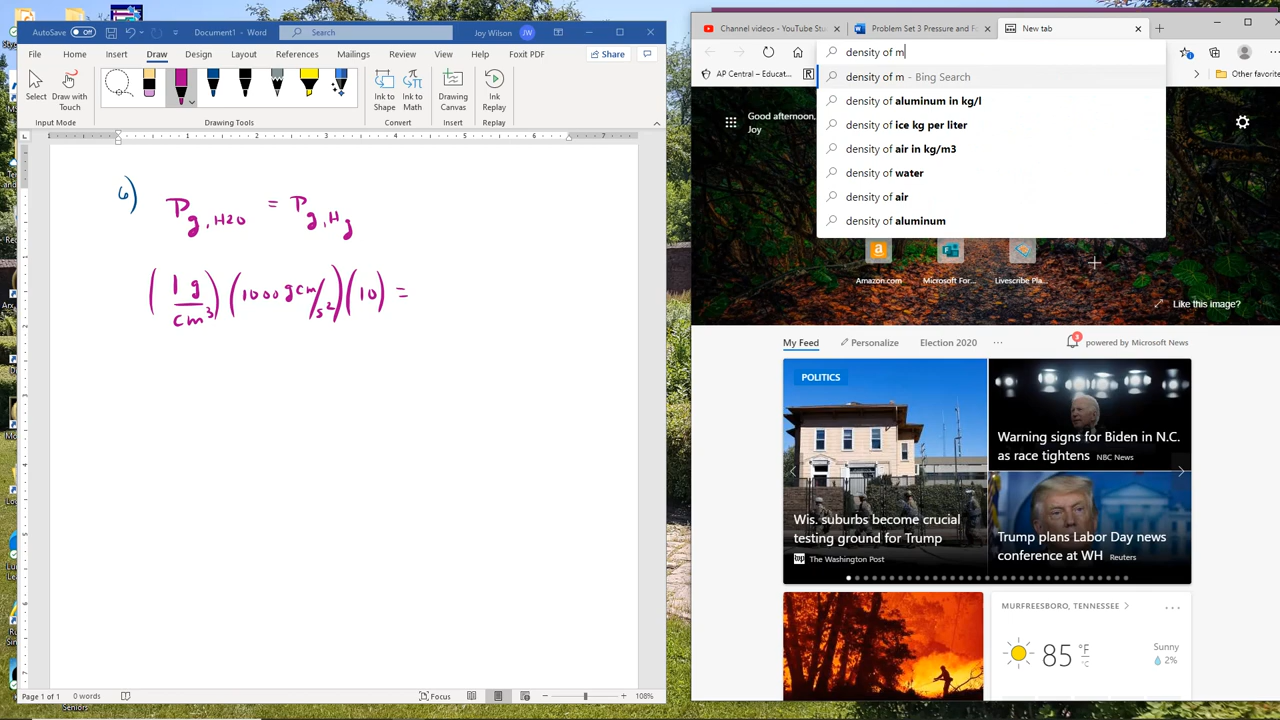 AutoSave Off
Document1 - Word
Search
Joy Wilson
JW
File Home Insert Draw Design Layout References Mailings Review View Help Foxit PDF
Share
Select
Draw with Touch
Ink to Shape
Ink to Math
Drawing Canvas
Ink Replay
Input Mode
Drawing Tools
Convert
Insert
Replay
6)
P g, H2O = P g, Hg
(1 g/cm³)(1000 g cm/s²)(10) =
Page 1 of 1
0 words
Focus
108%
Seniors
Channel videos - YouTube Stu
Problem Set 3 Pressure and Fo
New tab
density of m
AP Central – Educat...
Other favorite
density of m - Bing Search
density of aluminum in kg/l
density of ice kg per liter
density of air in kg/m3
density of water
density of air
density of aluminum
Good afternoon,
Joy
Amazon.com
Microsoft For...
Livescribe Pla...
Like this image?
My Feed
Personalize
Election 2020
...
3
powered by Microsoft News
POLITICS
Wis. suburbs become crucial
testing ground for Trump
wp The Washington Post
Warning signs for Biden in N.C.
as race tightens NBC News
Trump plans Labor Day news
conference at WH Reuters
MURFREESBORO, TENNESSEE
85 °F
°C
Sunny
2%